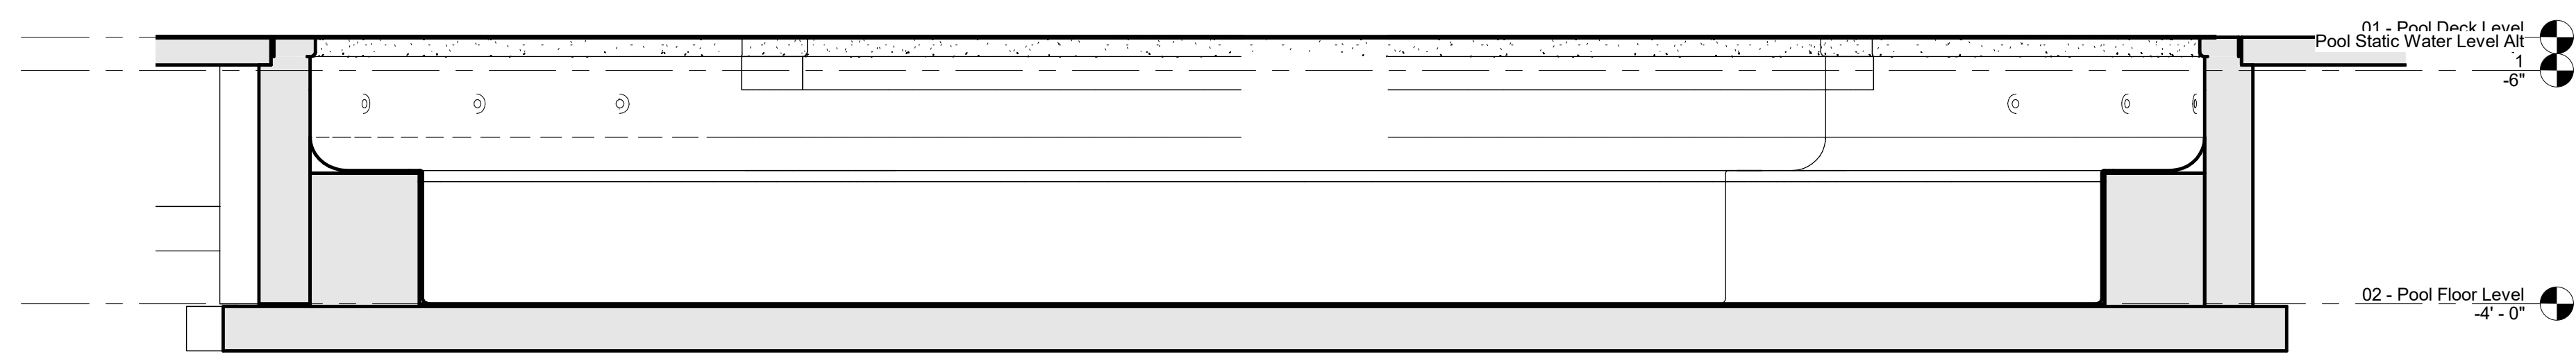 01 - Pool Deck Level
Pool Static Water Level Alt
1
-6"
02 - Pool Floor Level
-4' - 0"